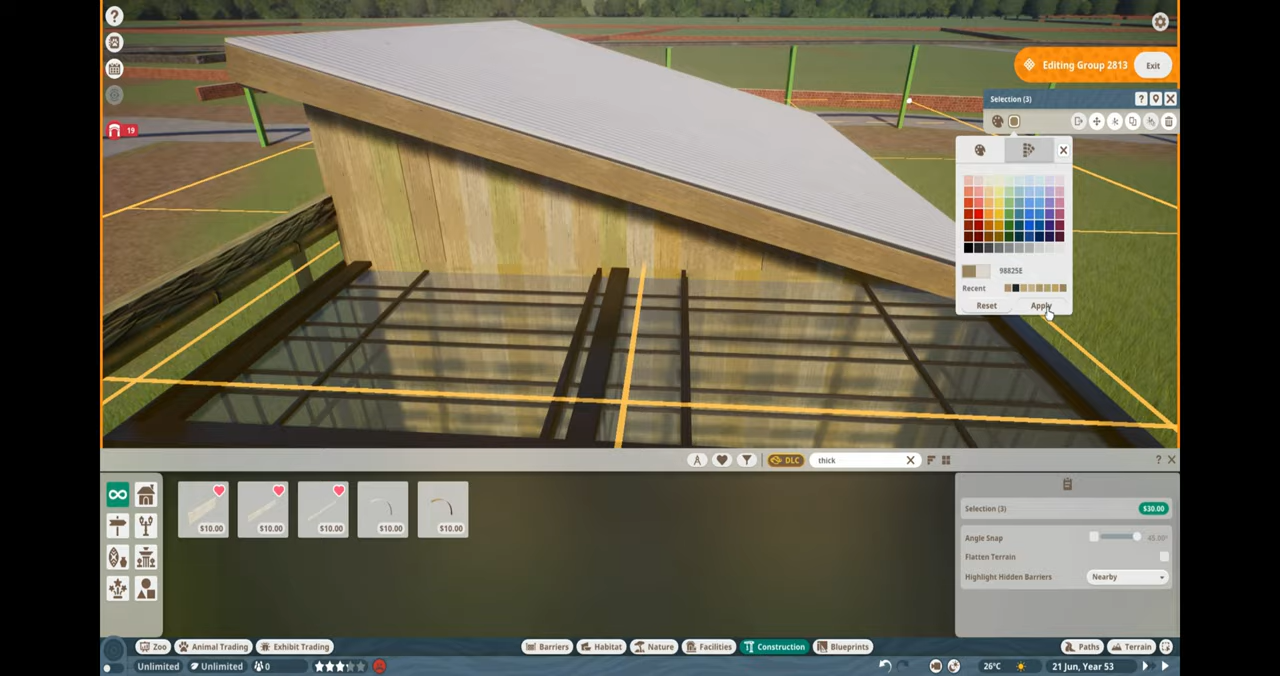 ?
Editing Group 2813
Exit
Selection (3)
?
19
98825E
Recent
Reset
Apply
DLC
thick
?
$10.00
$10.00
$10.00
$10.00
$10.00
Selection (3)
$30.00
Angle Snap
45.00°
Flatten Terrain
Highlight Hidden Barriers
Nearby
Zoo
Animal Trading
Exhibit Trading
Barriers
Habitat
Nature
Facilities
Construction
Blueprints
Paths
Terrain
Unlimited
Unlimited
0
26°C
21 Jun, Year 53